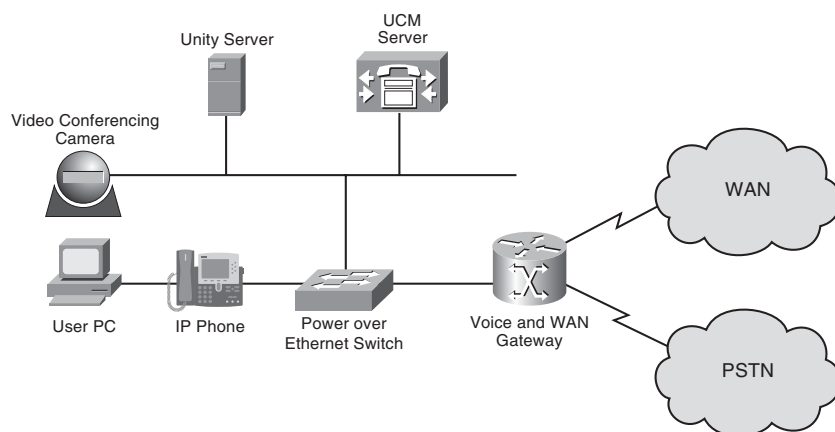 Unity Server
UCM
Server
Video Conferencing
Camera
WAN
User PC
IP Phone
Power over
Ethernet Switch
Voice and WAN
Gateway
PSTN